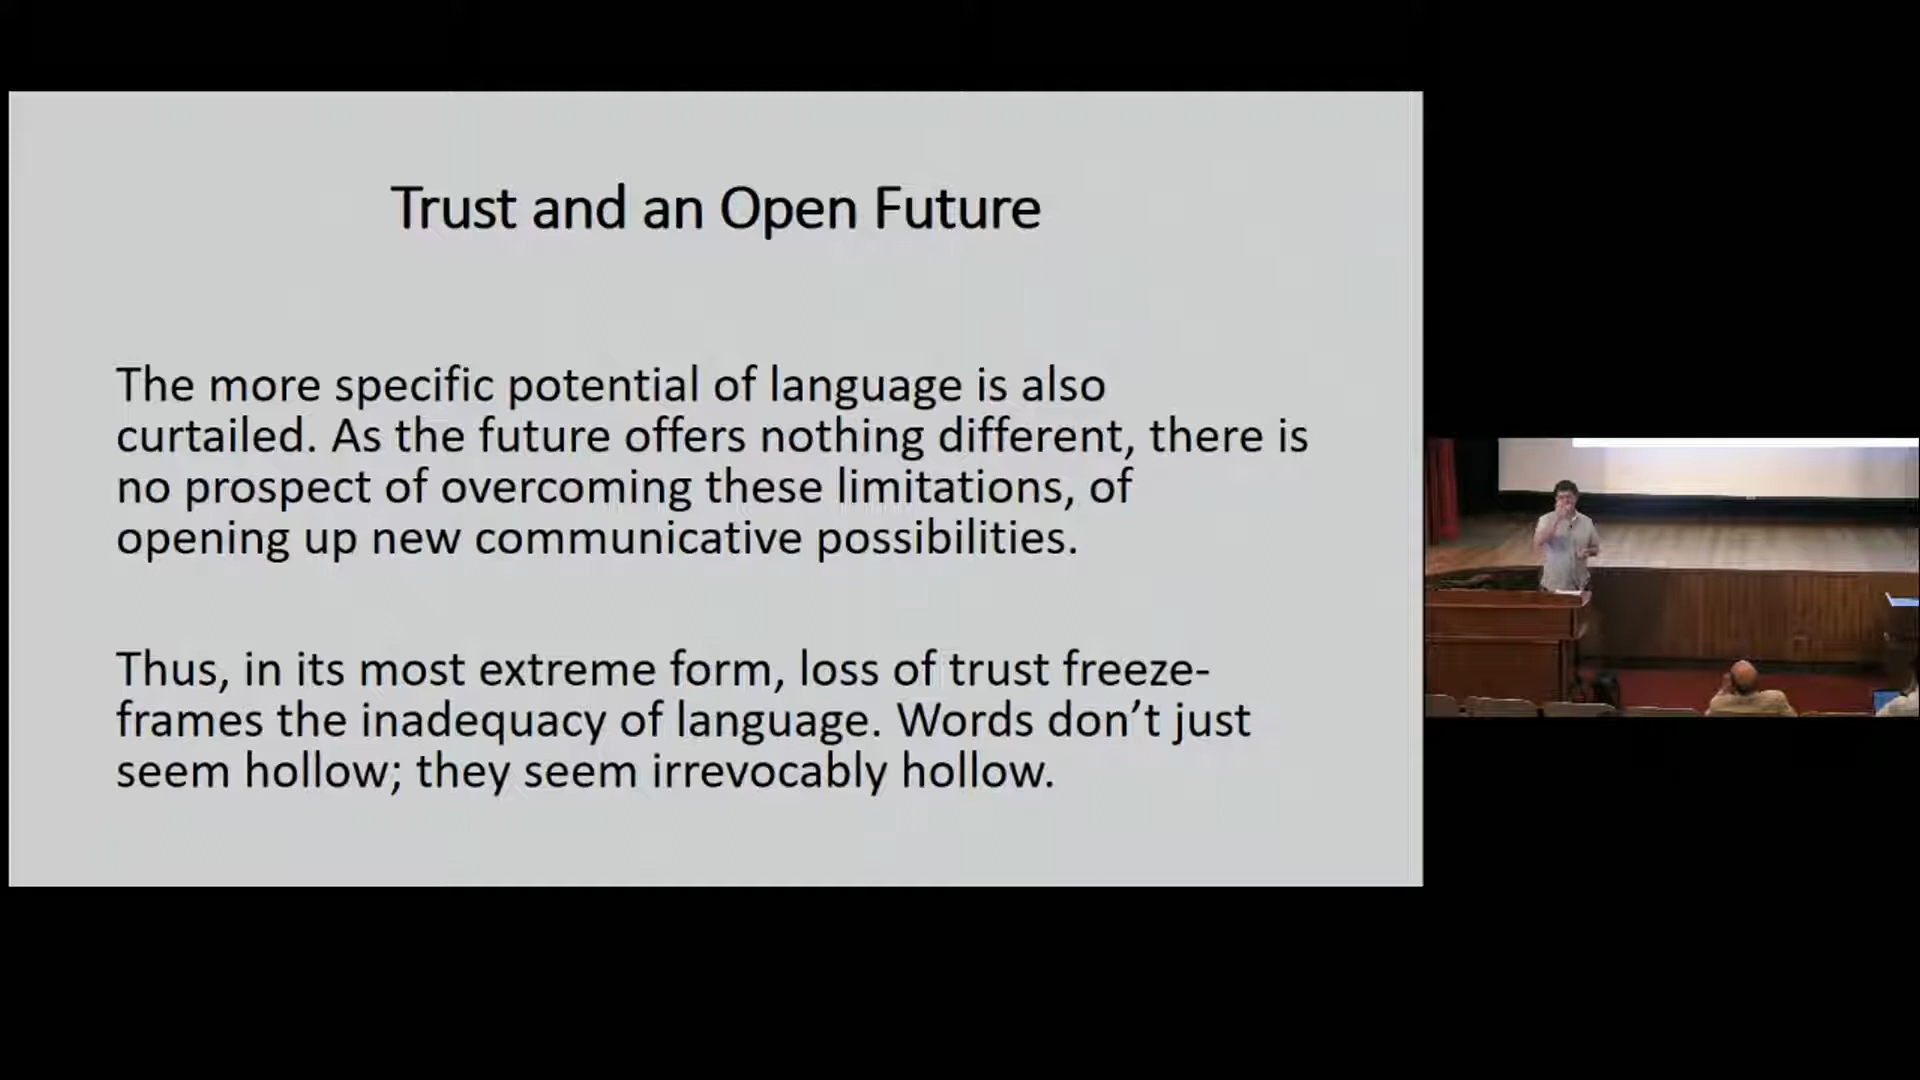 Trust and an Open Future
The more specific potential of language is also
curtailed. As the future offers nothing different, there is
no prospect of overcoming these limitations, of
opening up new communicative possibilities.
Thus, in its most extreme form, loss of trust freeze-
frames the inadequacy of language. Words don’t just
seem hollow; they seem irrevocably hollow.